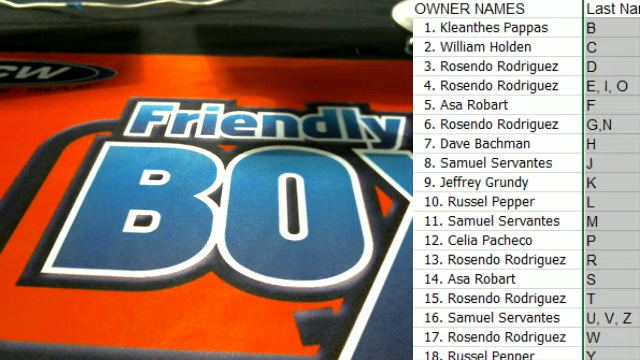 CW
Friendly
BO
OWNER NAMES Last Na
1. Kleanthes Pappas B
2. William Holden C
3. Rosendo Rodriguez D
4. Rosendo Rodriguez E, I, O
5. Asa Robart F
6. Rosendo Rodriguez G,N
7. Dave Bachman H
8. Samuel Servantes J
9. Jeffrey Grundy K
10. Russel Pepper L
11. Samuel Servantes M
12. Celia Pacheco P
13. Rosendo Rodriguez R
14. Asa Robart S
15. Rosendo Rodriguez T
16. Samuel Servantes U, V, Z
17. Rosendo Rodriguez W
18. Russel Pepper Y